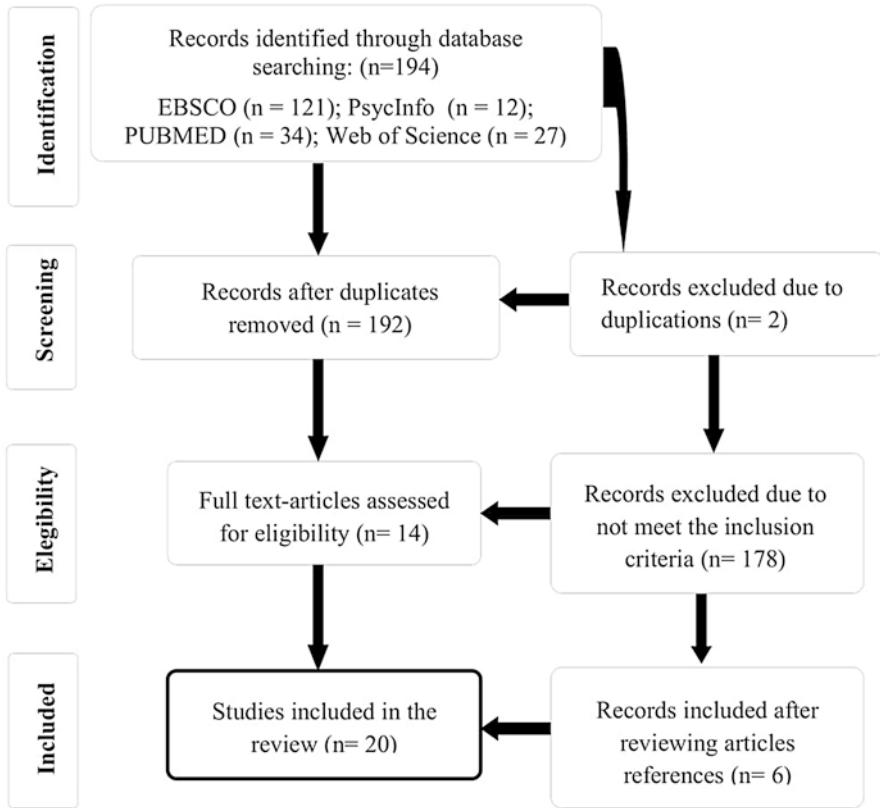 Identification
Records identified through database
searching: (n=194)
EBSCO (n = 121); PsycInfo (n = 12);
PUBMED (n = 34); Web of Science (n = 27)
Screening
Records after duplicates
removed (n = 192)
Records excluded due to
duplications (n= 2)
Elegibility
Full text-articles assessed
for eligibility (n= 14)
Records excluded due to
not meet the inclusion
criteria (n= 178)
Included
Studies included in the
review (n= 20)
Records included after
reviewing articles
references (n= 6)